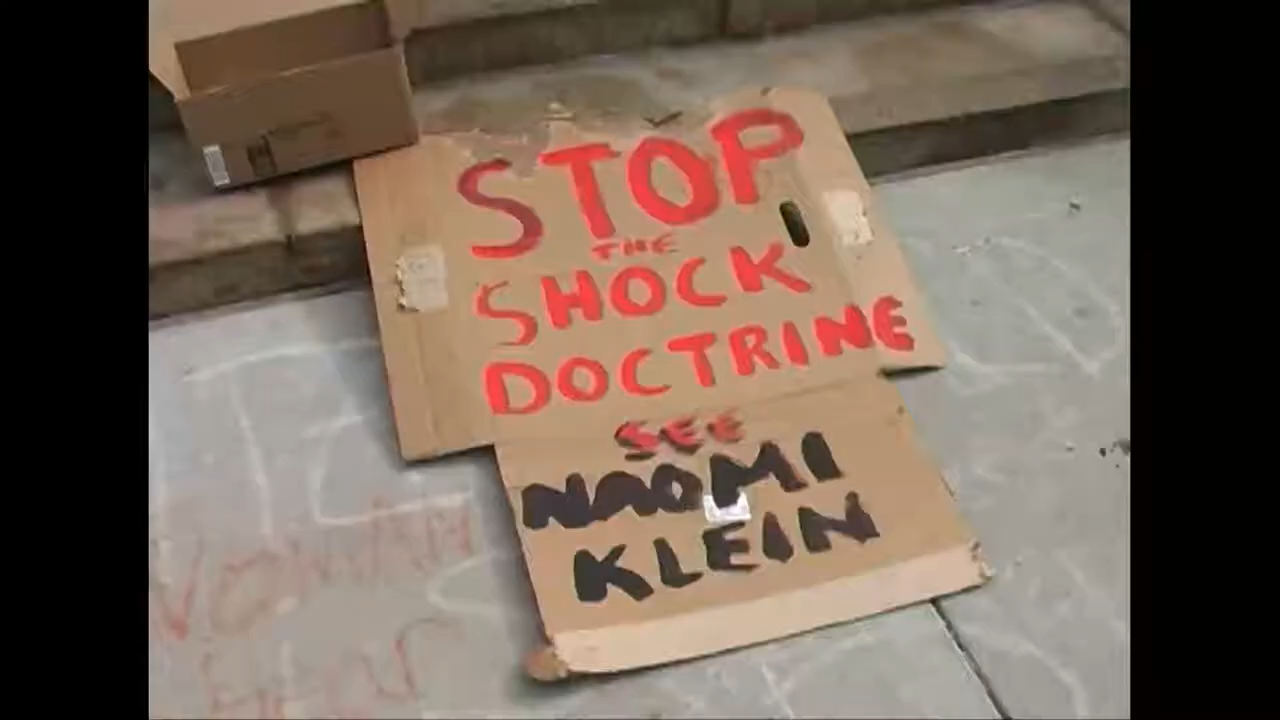 STOP
THE
SHOCK
DOCTRINE
SEE
NAOMI
KLEIN